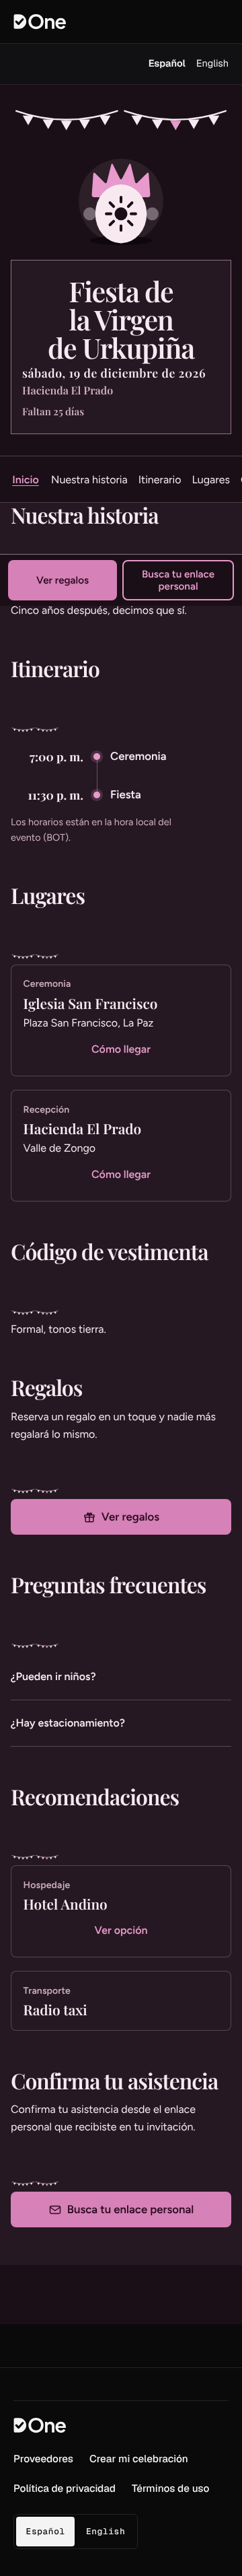 One
Español English
Fiesta de
la Virgen
de Urkupiña
sábado, 19 de diciembre de 2026
Hacienda El Prado
Faltan 25 días
Inicio Nuestra historia Itinerario Lugares
Nuestra historia
Ver regalos
Busca tu enlace
personal
Cinco años después, decimos que sí.
Itinerario
7:00 p. m. Ceremonia
11:30 p. m. Fiesta
Los horarios están en la hora local del
evento (BOT).
Lugares
Ceremonia
Iglesia San Francisco
Plaza San Francisco, La Paz
Cómo llegar
Recepción
Hacienda El Prado
Valle de Zongo
Cómo llegar
Código de vestimenta
Formal, tonos tierra.
Regalos
Reserva un regalo en un toque y nadie más
regalará lo mismo.
Ver regalos
Preguntas frecuentes
¿Pueden ir niños?
¿Hay estacionamiento?
Recomendaciones
Hospedaje
Hotel Andino
Ver opción
Transporte
Radio taxi
Confirma tu asistencia
Confirma tu asistencia desde el enlace
personal que recibiste en tu invitación.
Busca tu enlace personal
One
Proveedores Crear mi celebración
Política de privacidad Términos de uso
Español English